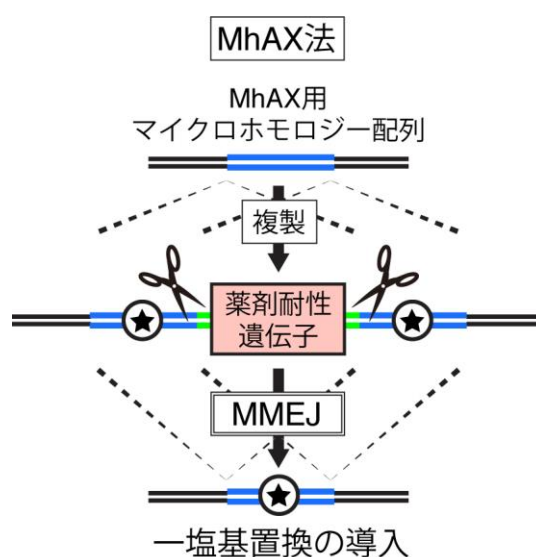 MhAX法
MhAX用
マイクロホモロジー配列
複製
薬剤耐性
遺伝子
MMEJ
一塩基置換の導入